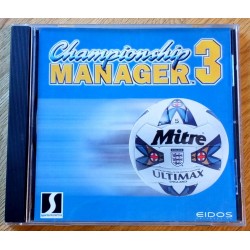 Championship
MANAGER 3
Mitre
ULTIMAX
EIDOS